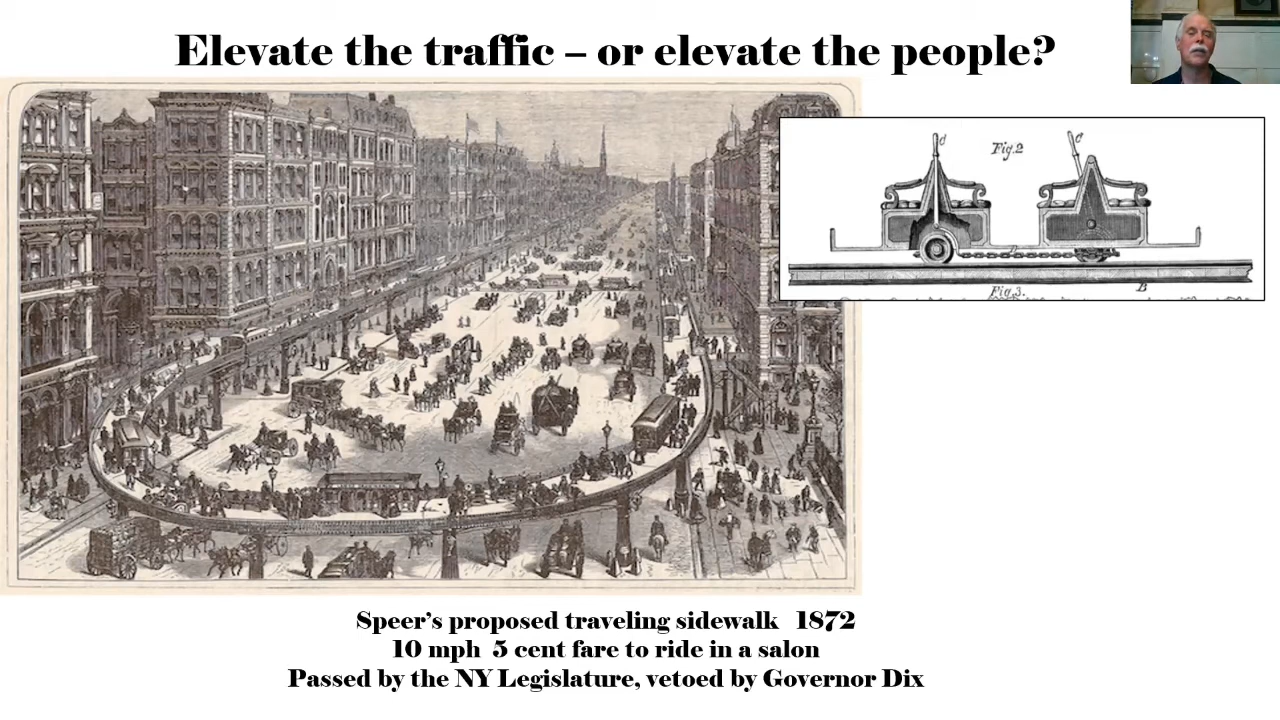 Elevate the traffic – or elevate the people?
Fig.2
C
C
B
Fig.3.
Speer's proposed traveling sidewalk 1872
10 mph 5 cent fare to ride in a salon
Passed by the NY Legislature, vetoed by Governor Dix